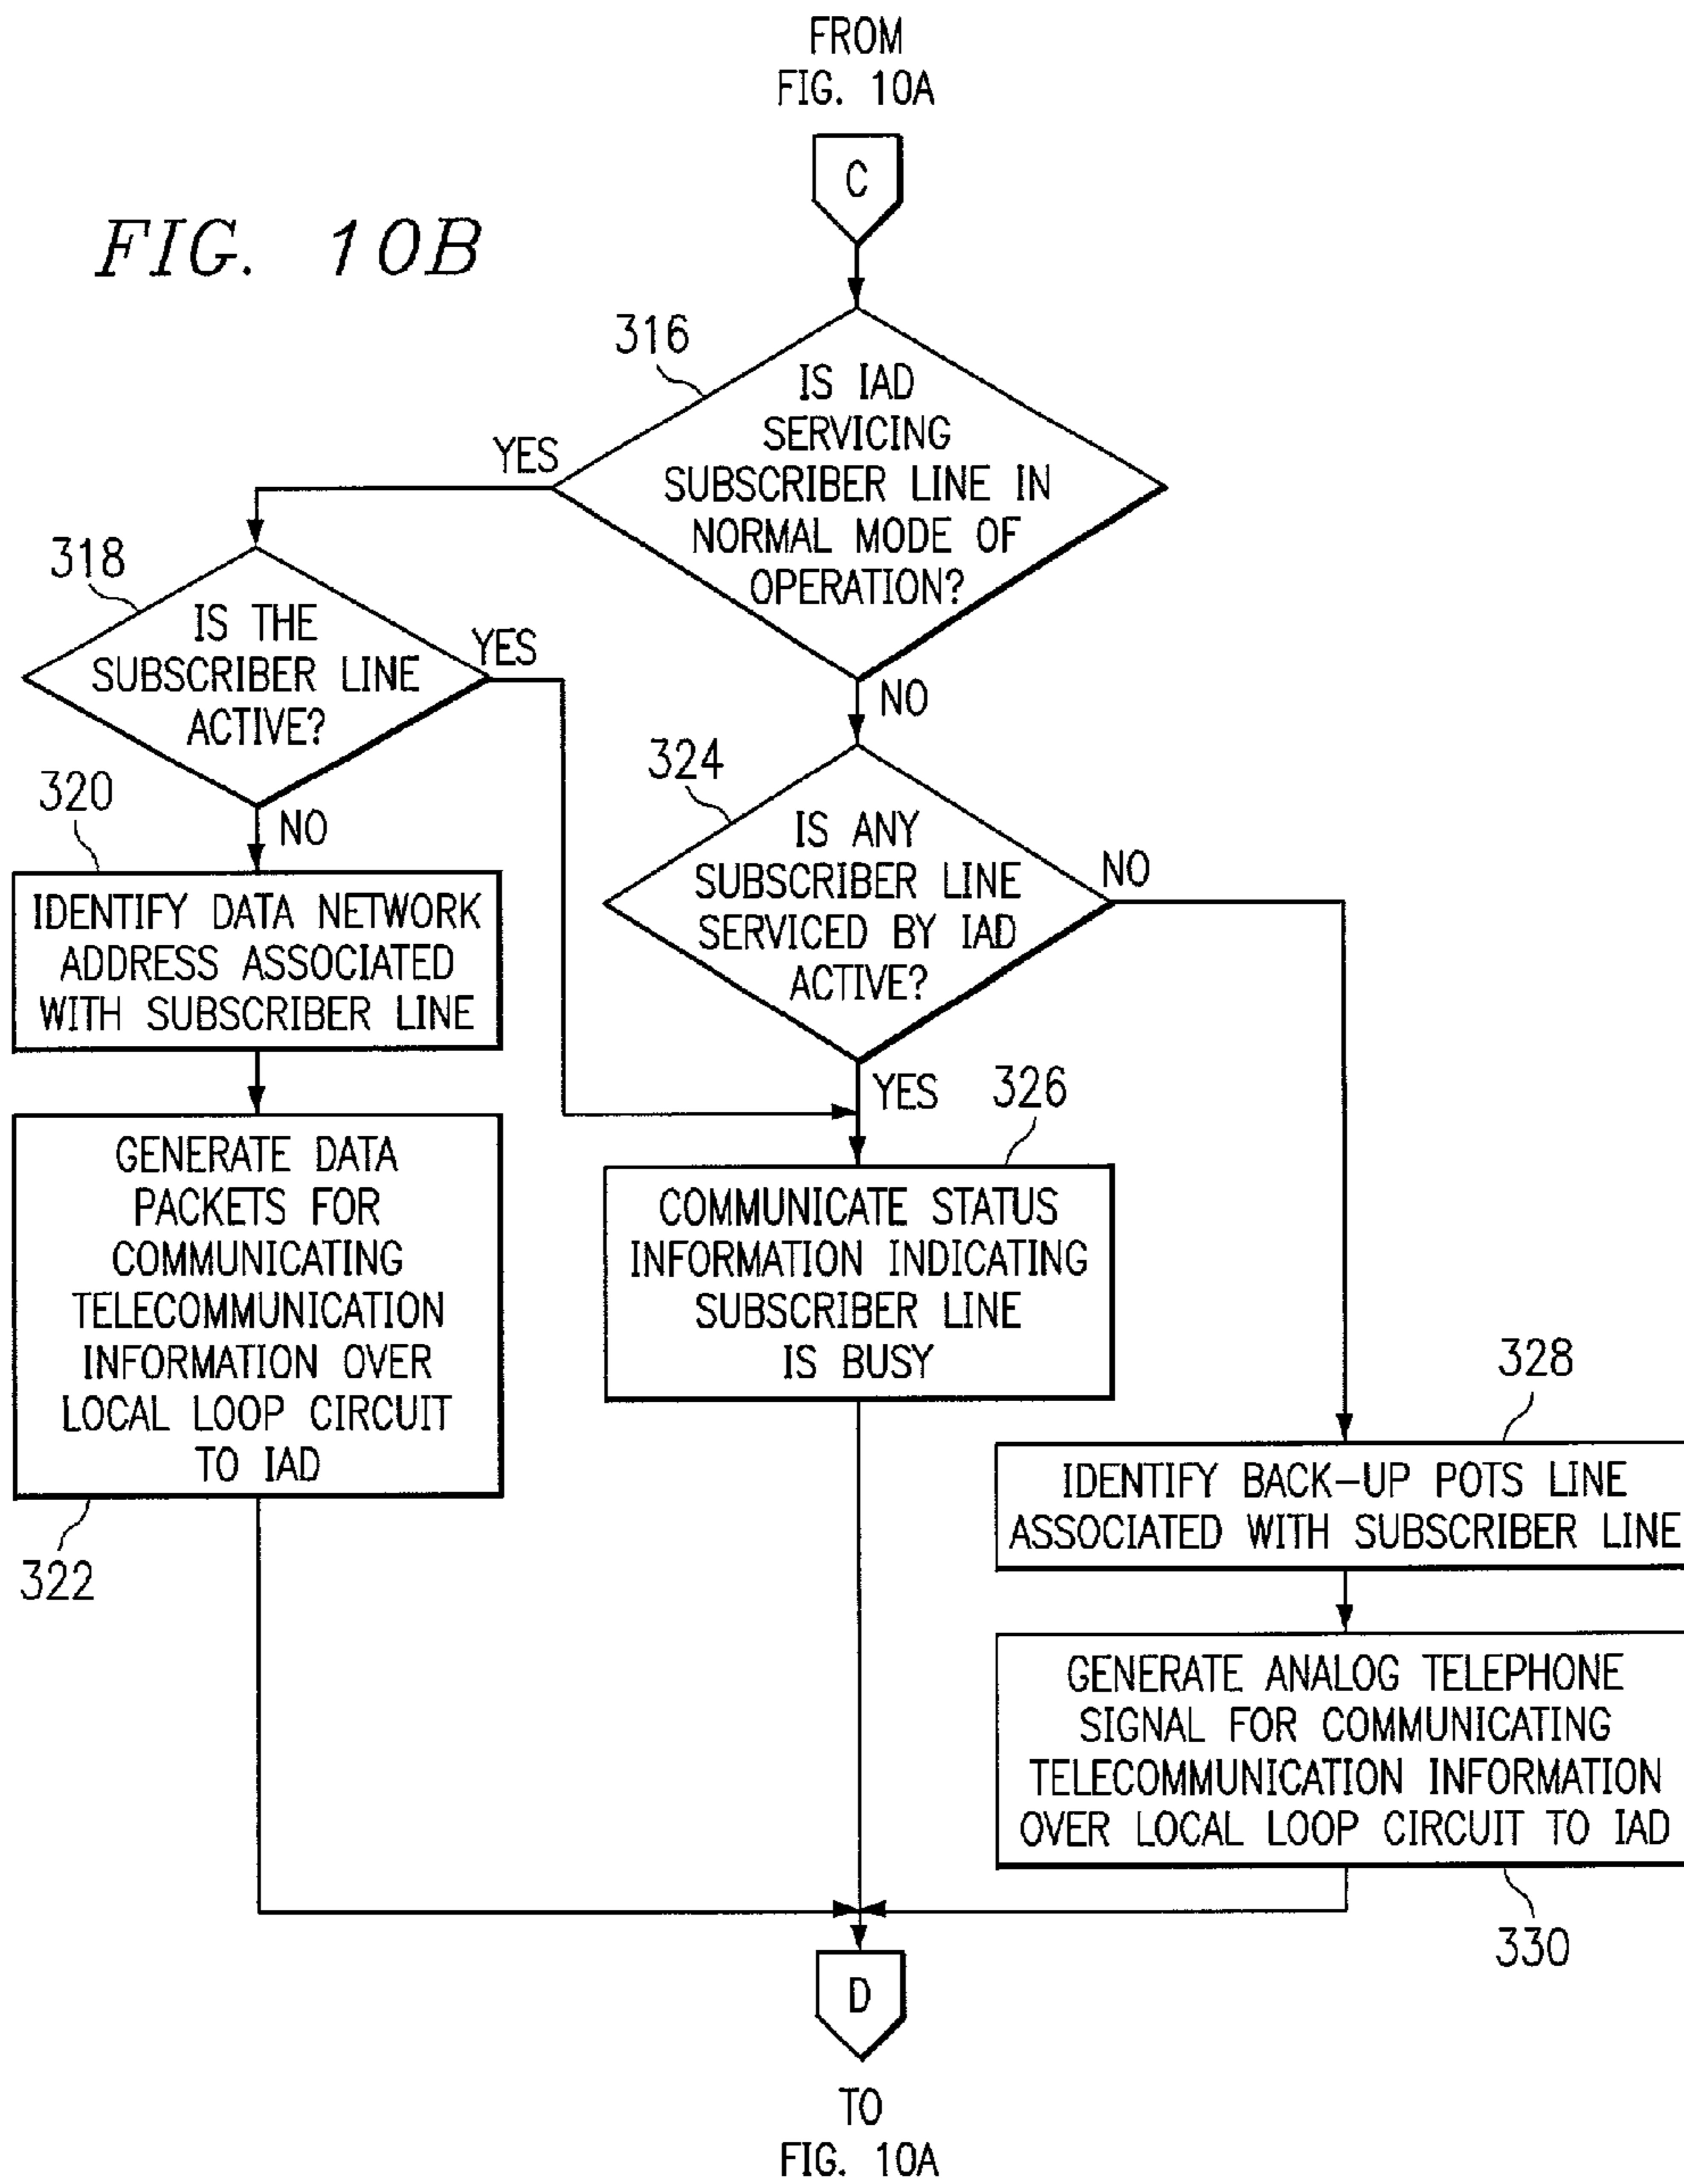 FROM
FIG. 10A
C
FIG. 10B
316
IS IAD
SERVICING
SUBSCRIBER LINE IN
NORMAL MODE OF
OPERATION?
YES
NO
318
IS THE
SUBSCRIBER LINE
ACTIVE?
YES
NO
324
IS ANY
SUBSCRIBER LINE
SERVICED BY IAD
ACTIVE?
NO
YES
320
IDENTIFY DATA NETWORK
ADDRESS ASSOCIATED
WITH SUBSCRIBER LINE
GENERATE DATA
PACKETS FOR
COMMUNICATING
TELECOMMUNICATION
INFORMATION OVER
LOCAL LOOP CIRCUIT
TO IAD
322
326
COMMUNICATE STATUS
INFORMATION INDICATING
SUBSCRIBER LINE
IS BUSY
328
IDENTIFY BACK-UP POTS LINE
ASSOCIATED WITH SUBSCRIBER LINE
GENERATE ANALOG TELEPHONE
SIGNAL FOR COMMUNICATING
TELECOMMUNICATION INFORMATION
OVER LOCAL LOOP CIRCUIT TO IAD
330
D
TO
FIG. 10A